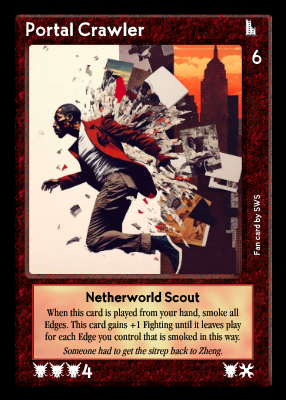 Portal Crawler
6
Fan card by SWS
Netherworld Scout
When this card is played from your hand, smoke all
Edges. This card gains +1 Fighting until it leaves play
for each Edge you control that is smoked in this way.
Someone had to get the sitrep back to Zheng.
4